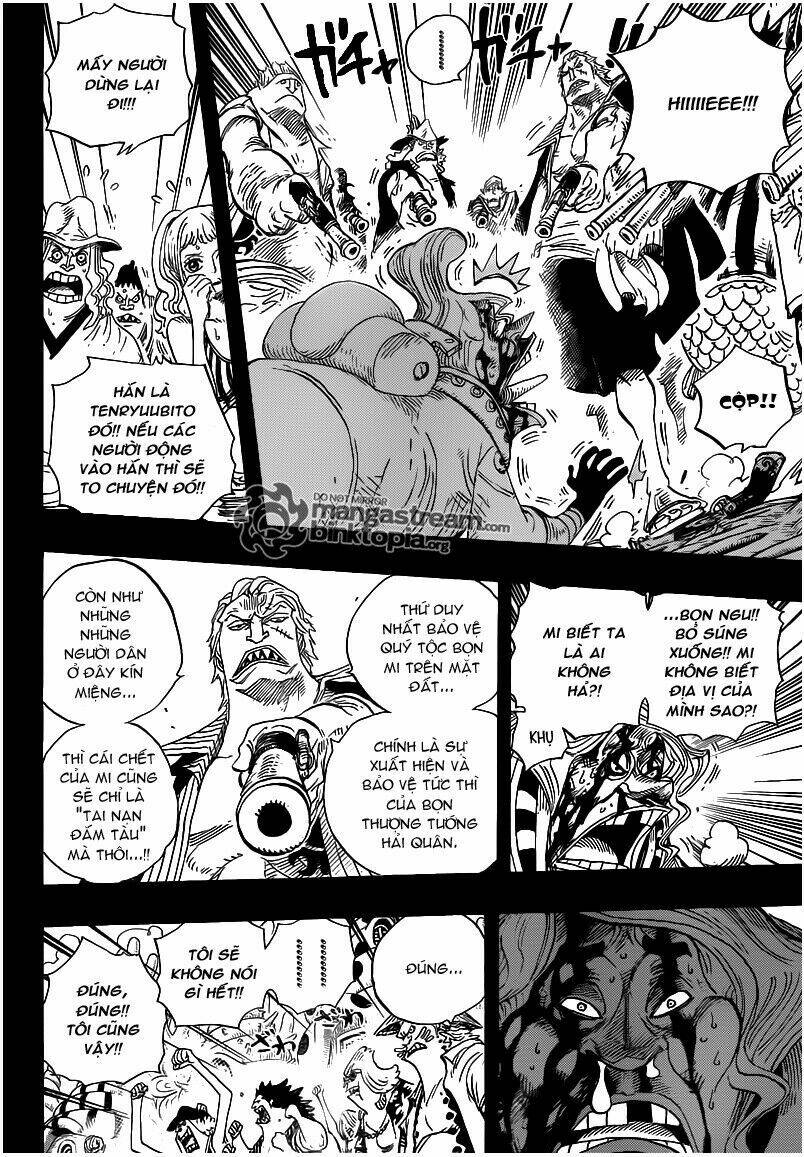 HIIIIEEE!!!
.........
ガチャ
ガチャ
CỘP!!
MẤY NGƯỜI
DỪNG LẠI
ĐI!!!
HẮN LÀ
TENRYUUBITO
ĐÓ!! NẾU CÁC
NGƯỜI ĐỘNG
VÀO HẮN THÌ SẼ
TO CHUYỆN ĐÓ!!
DO NOT MIRROR
mangastream.com
binktopia.org
...BỌN NGU!!
BỎ SÚNG
XUỐNG!! MI
KHÔNG BIẾT
ĐỊA VỊ CỦA
MÌNH SAO?!
MI BIẾT TA
LÀ AI
KHÔNG
HẢ?!
KHỤ
THỨ DUY
NHẤT BẢO VỆ
QUÝ TỘC BỌN
MI TRÊN MẶT
ĐẤT...
CHÍNH LÀ SỰ
XUẤT HIỆN VÀ
BẢO VỆ TỨC THÌ
CỦA BỌN
THƯỢNG TƯỚNG
HẢI QUÂN.
CÒN NHƯ
NHỮNG
NHỮNG
NGƯỜI DÂN
Ở ĐÂY KÍN
MIỆNG...
THÌ CÁI CHẾT
CỦA MI CŨNG
SẼ CHỈ LÀ
"TAI NẠN
ĐẮM TÀU"
MÀ THÔI...!!
ĐÚNG...
TÔI SẼ
KHÔNG NÓI
GÌ HẾT!!
ĐÚNG,
ĐÚNG!!
TÔI CŨNG
VẬY!!